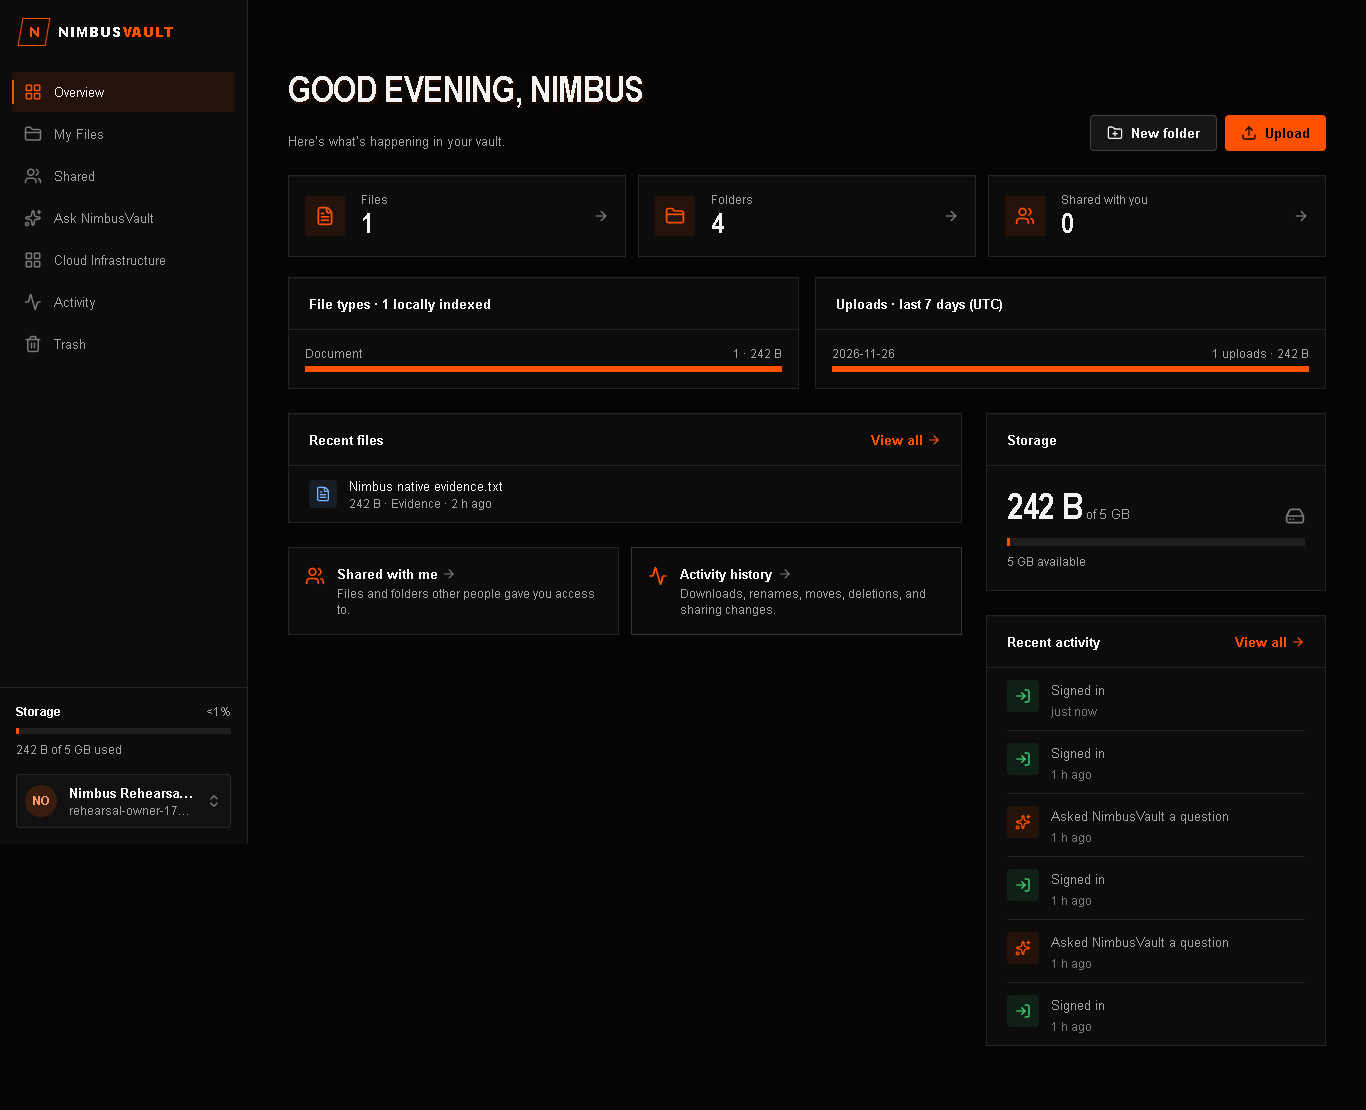 N NIMBUSVAULT
Overview
My Files
Shared
Ask NimbusVault
Cloud Infrastructure
Activity
Trash
Storage <1%
242 B of 5 GB used
NO
Nimbus Rehearsa...
rehearsal-owner-17...
GOOD EVENING, NIMBUS
Here's what's happening in your vault.
New folder
Upload
Files
1
Folders
4
Shared with you
0
File types · 1 locally indexed
Document 1 · 242 B
Uploads · last 7 days (UTC)
2026-11-26 1 uploads · 242 B
Recent files View all
Nimbus native evidence.txt
242 B · Evidence · 2 h ago
Shared with me
Files and folders other people gave you access
to.
Activity history
Downloads, renames, moves, deletions, and
sharing changes.
Storage
242 B of 5 GB
5 GB available
Recent activity View all
Signed in
just now
Signed in
1 h ago
Asked NimbusVault a question
1 h ago
Signed in
1 h ago
Asked NimbusVault a question
1 h ago
Signed in
1 h ago